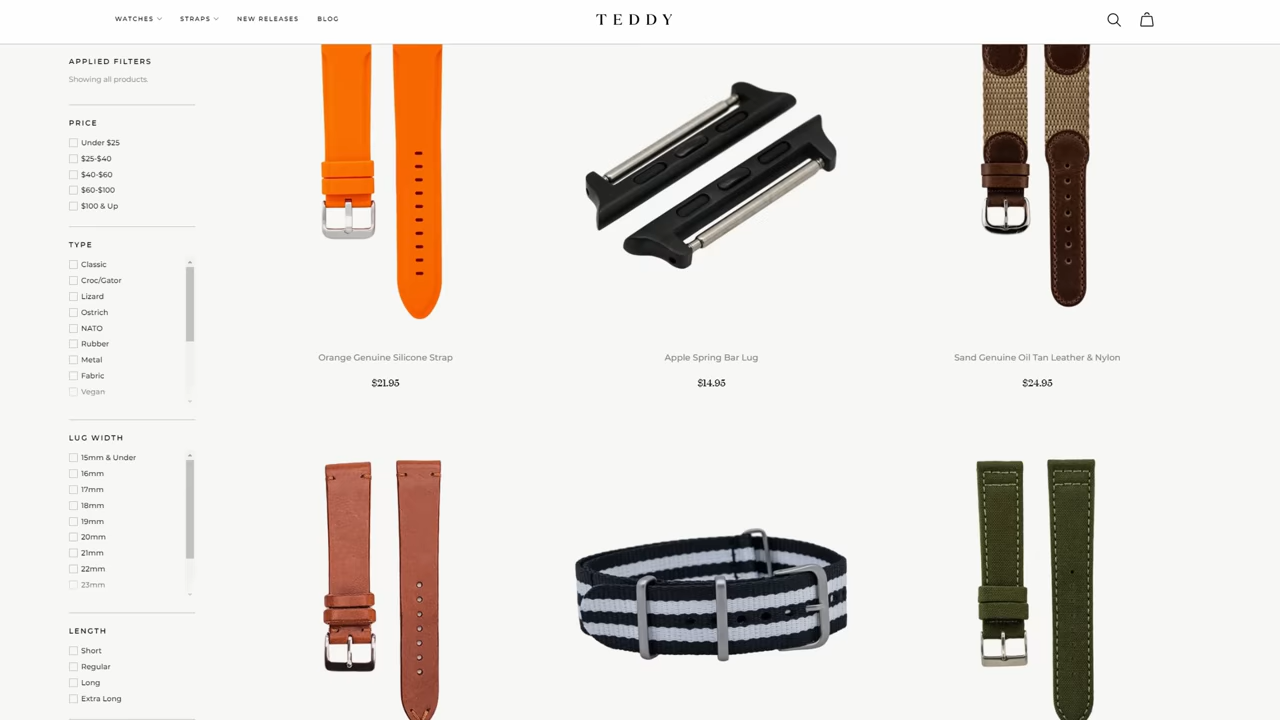 WATCHES
STRAPS
NEW RELEASES
BLOG
TEDDY
APPLIED FILTERS
Showing all products.
PRICE
Under $25
$25-$40
$40-$60
$60-$100
$100 & Up
TYPE
Classic
Croc/Gator
Lizard
Ostrich
NATO
Rubber
Metal
Fabric
Vegan
LUG WIDTH
15mm & Under
16mm
17mm
18mm
19mm
20mm
21mm
22mm
23mm
LENGTH
Short
Regular
Long
Extra Long
Orange Genuine Silicone Strap
$21.95
Apple Spring Bar Lug
$14.95
Sand Genuine Oil Tan Leather & Nylon
$24.95